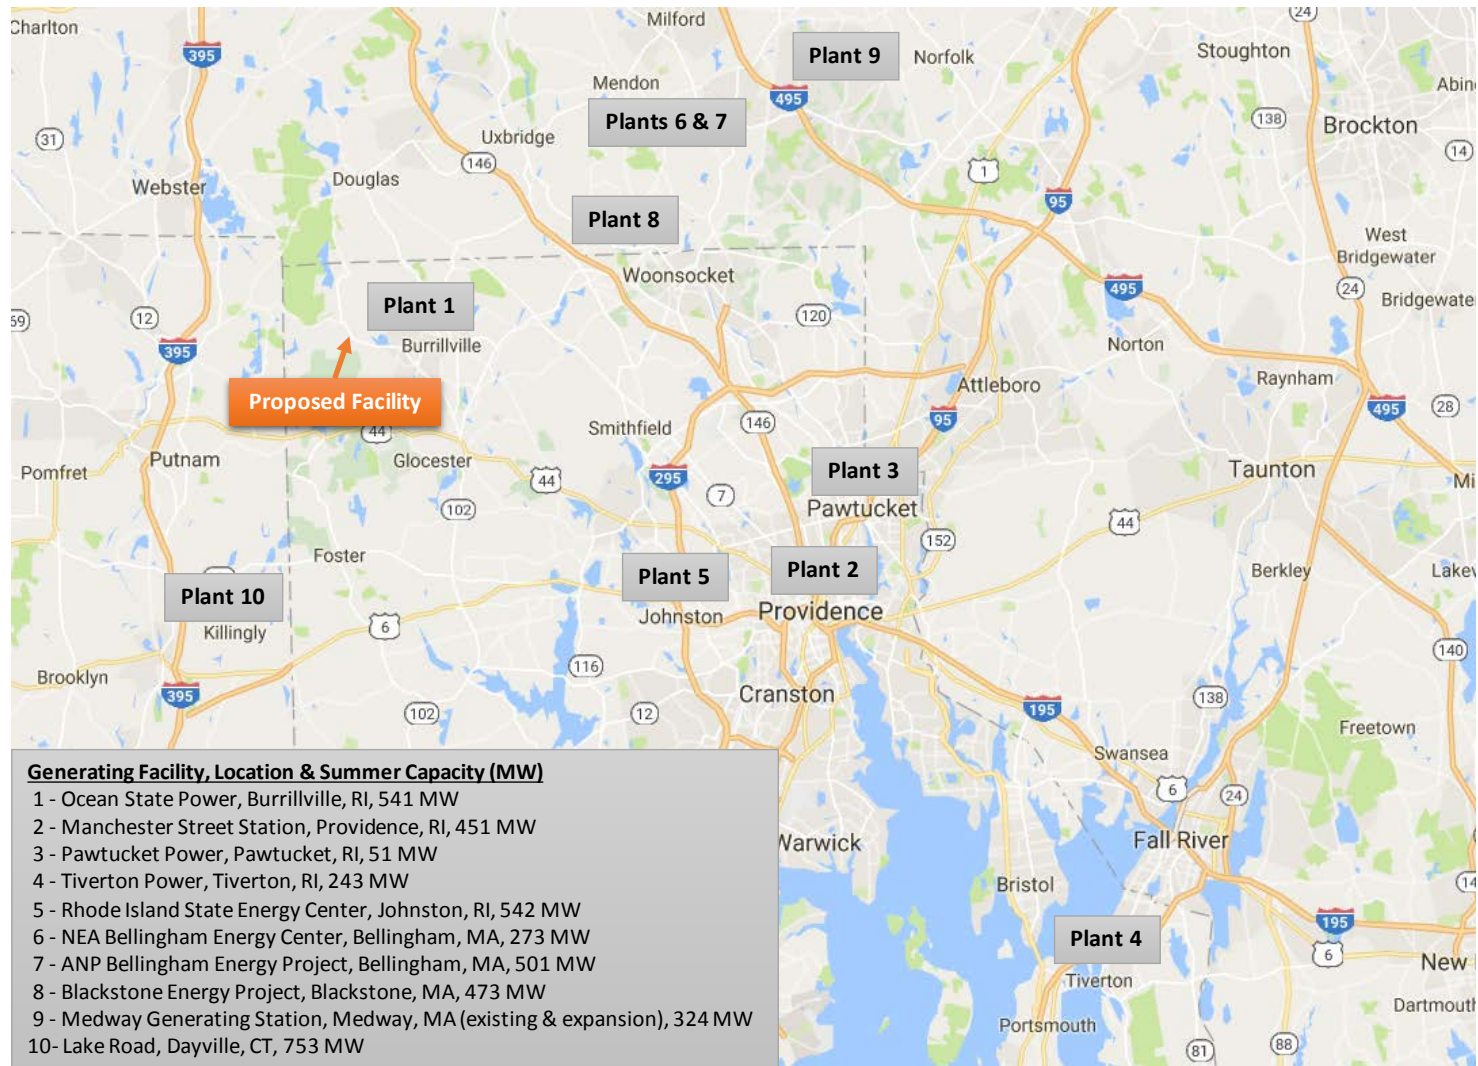 Charlton
Milford
24
395
Plant 9
Norfolk
Stoughton
Mendon
495
Abin
Plants 6 & 7
138
Brockton
31
Uxbridge
14
146
1
Webster
Douglas
95
Plant 8
West
Bridgewater
Woonsocket
495
24
Bridgewate
Plant 1
69
12
120
395
Burrillville
Norton
Raynham
Attleboro
Proposed Facility
495
28
95
146
44
Smithfield
Pomfret
Putnam
Glocester
Plant 3
Taunton
44
295
7
Mi
102
Pawtucket
44
152
Foster
Plant 5
Plant 2
Berkley
Lakev
Plant 10
Johnston
Providence
Killingly
6
140
116
Brooklyn
395
Cranston
138
102
12
195
Freetown
Swansea
Generating Facility, Location & Summer Capacity (MW)
1 - Ocean State Power, Burrillville, RI, 541 MW
2 - Manchester Street Station, Providence, RI, 451 MW
3 - Pawtucket Power, Pawtucket, RI, 51 MW
4 - Tiverton Power, Tiverton, RI, 243 MW
5 - Rhode Island State Energy Center, Johnston, RI, 542 MW
6 - NEA Bellingham Energy Center, Bellingham, MA, 273 MW
7 - ANP Bellingham Energy Project, Bellingham, MA, 501 MW
8 - Blackstone Energy Project, Blackstone, MA, 473 MW
9 - Medway Generating Station, Medway, MA (existing & expansion), 324 MW
10- Lake Road, Dayville, CT, 753 MW
6
24
Warwick
Fall River
Bristol
14
195
Plant 4
6
New
Tiverton
Dartmouth
Portsmouth
81
88